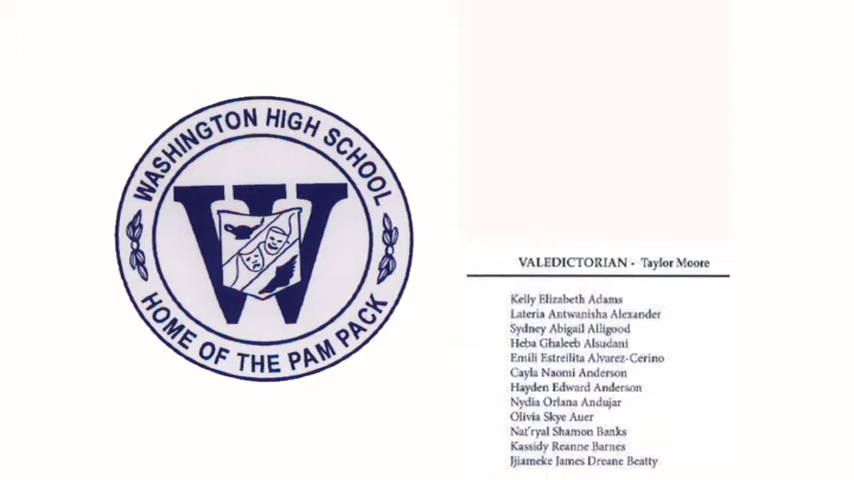 WASHINGTON HIGH SCHOOL
W
HOME OF THE PAM PACK
VALEDICTORIAN - Taylor Moore
Kelly Elizabeth Adams
Lateria Antwanisha Alexander
Sydney Abigail Alligood
Heba Ghaleeb Alsudani
Emili Estreilita Alvarez-Cerino
Cayla Naomi Anderson
Hayden Edward Anderson
Nydia Orlana Andujar
Olivia Skye Auer
Nat'ryal Shamon Banks
Kassidy Reanne Barnes
Ijiameke James Dreane Beatty